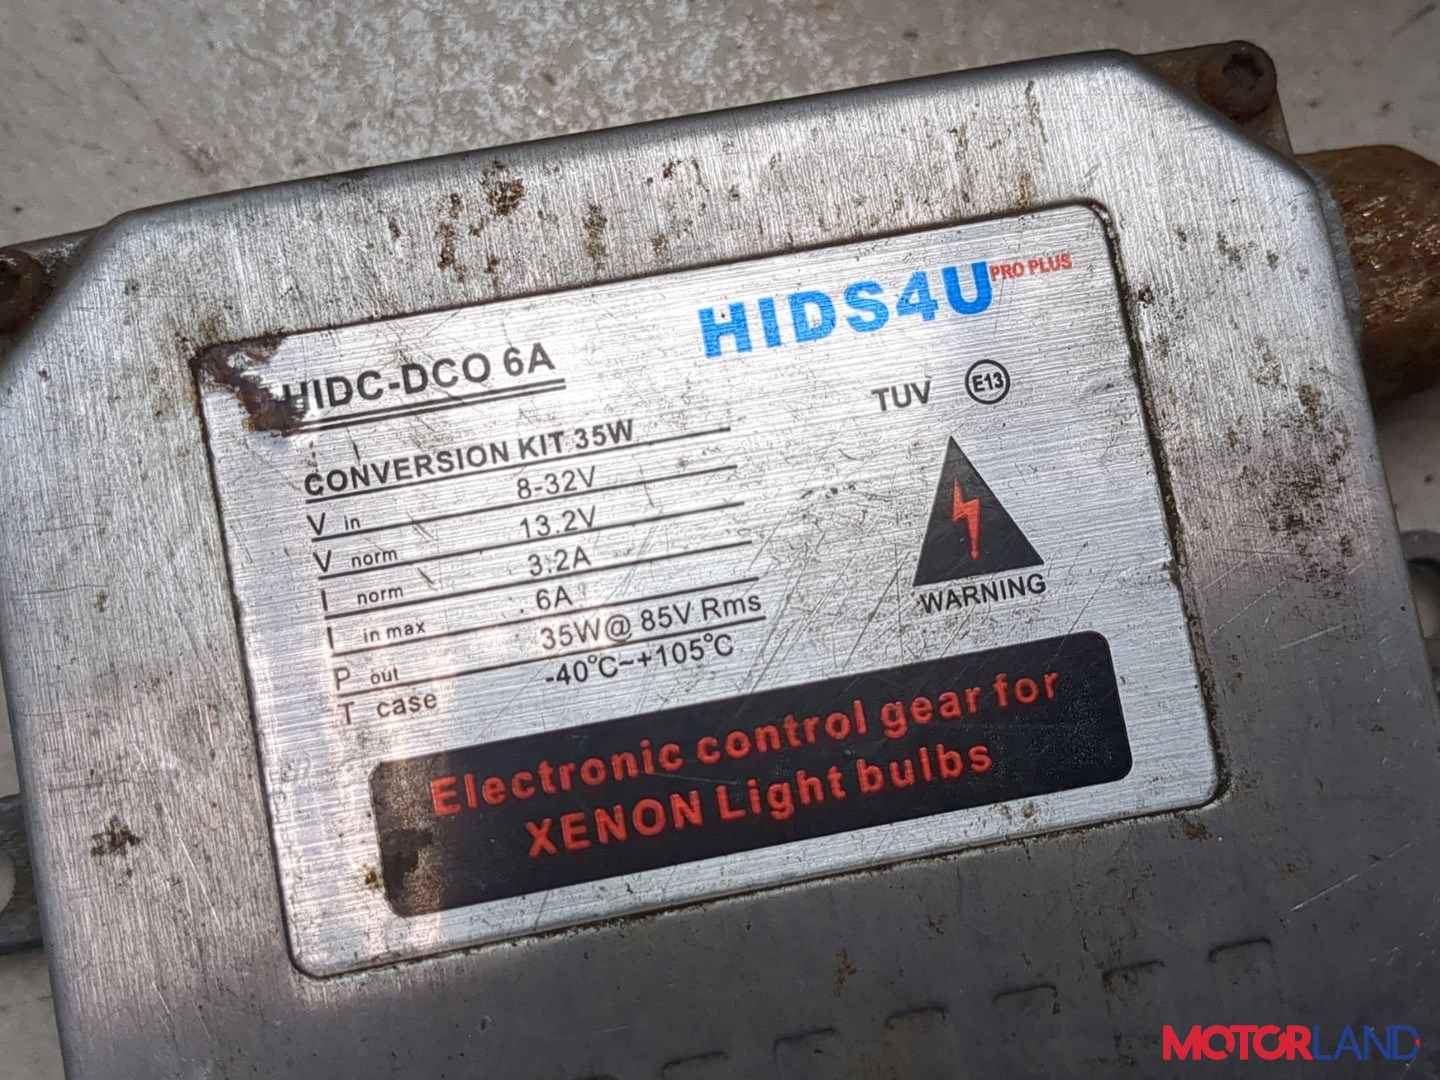 HIDS4U PRO PLUS
HIDC-DCO 6A
TUV E13
CONVERSION KIT 35W
V in 8-32V
V norm 13.2V
I norm 3.2A
I in max 6A
P out 35W@ 85V Rms
T case -40°C~+105°C
WARNING
Electronic control gear for
XENON Light bulbs
MOTORLAND